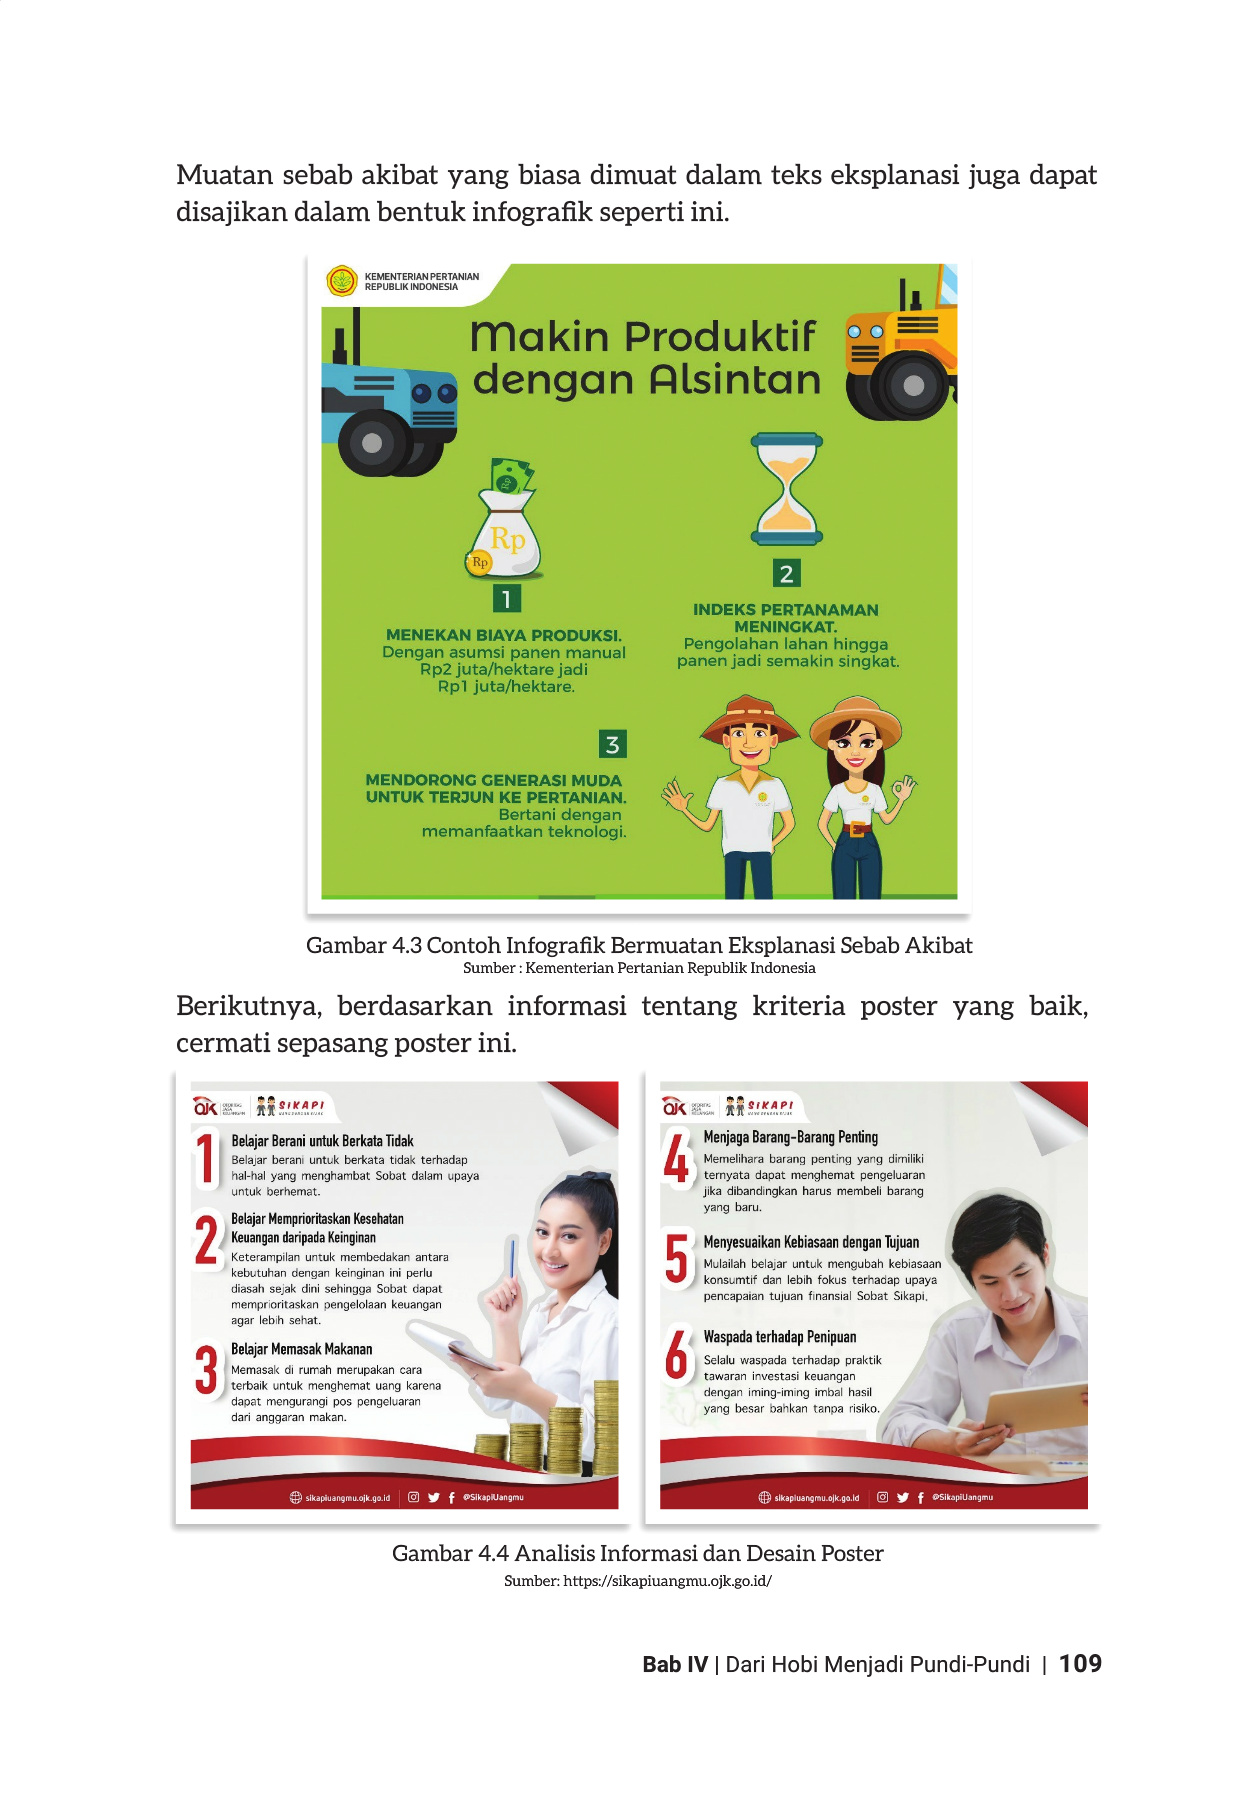 Muatan sebab akibat yang biasa dimuat dalam teks eksplanasi juga dapat
disajikan dalam bentuk infografik seperti ini.
KEMENTERIAN PERTANIAN
REPUBLIK INDONESIA
Makin Produktif
dengan Alsintan
Rp
Rp
Rp
1
MENEKAN BIAYA PRODUKSI.
Dengan asumsi panen manual
Rp2 juta/hektare jadi
Rp1 juta/hektare.
2
INDEKS PERTANAMAN
MENINGKAT.
Pengolahan lahan hingga
panen jadi semakin singkat.
3
MENDORONG GENERASI MUDA
UNTUK TERJUN KE PERTANIAN.
Bertani dengan
memanfaatkan teknologi.
Gambar 4.3 Contoh Infografik Bermuatan Eksplanasi Sebab Akibat
Sumber : Kementerian Pertanian Republik Indonesia
Berikutnya, berdasarkan informasi tentang kriteria poster yang baik,
cermati sepasang poster ini.
OJK OTORITAS JASA KEUANGAN
SIKAPI
1
Belajar Berani untuk Berkata Tidak
Belajar berani untuk berkata tidak terhadap
hal-hal yang menghambat Sobat dalam upaya
untuk berhemat.
2
Belajar Memprioritaskan Kesehatan
Keuangan daripada Keinginan
Keterampilan untuk membedakan antara
kebutuhan dengan keinginan ini perlu
diasah sejak dini sehingga Sobat dapat
memprioritaskan pengelolaan keuangan
agar lebih sehat.
3
Belajar Memasak Makanan
Memasak di rumah merupakan cara
terbaik untuk menghemat uang karena
dapat mengurangi pos pengeluaran
dari anggaran makan.
sikapiuangmu.ojk.go.id
@SikapiUangmu
OJK OTORITAS JASA KEUANGAN
SIKAPI
4
Menjaga Barang-Barang Penting
Memelihara barang penting yang dimiliki
ternyata dapat menghemat pengeluaran
jika dibandingkan harus membeli barang
yang baru.
5
Menyesuaikan Kebiasaan dengan Tujuan
Mulailah belajar untuk mengubah kebiasaan
konsumtif dan lebih fokus terhadap upaya
pencapaian tujuan finansial Sobat Sikapi.
6
Waspada terhadap Penipuan
Selalu waspada terhadap praktik
tawaran investasi keuangan
dengan iming-iming imbal hasil
yang besar bahkan tanpa risiko.
sikapiuangmu.ojk.go.id
@SikapiUangmu
Gambar 4.4 Analisis Informasi dan Desain Poster
Sumber: https://sikapiuangmu.ojk.go.id/
Bab IV | Dari Hobi Menjadi Pundi-Pundi | 109